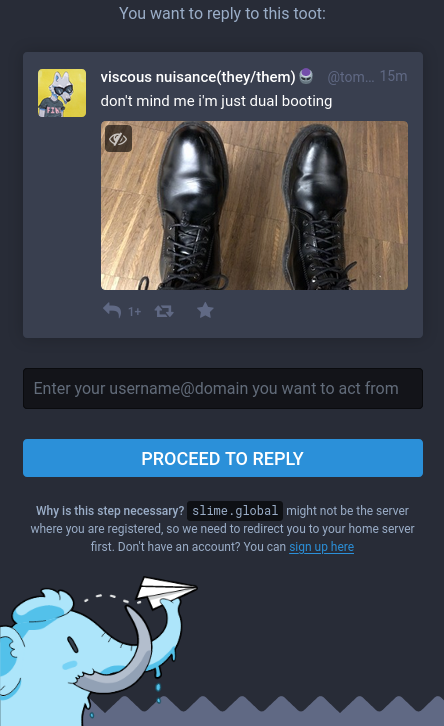 You want to reply to this toot:
viscous nuisance(they/them) @tom… 15m
don't mind me i'm just dual booting
1+
Enter your username@domain you want to act from
PROCEED TO REPLY
Why is this step necessary? slime.global might not be the server
where you are registered, so we need to redirect you to your home server
first. Don't have an account? You can sign up here